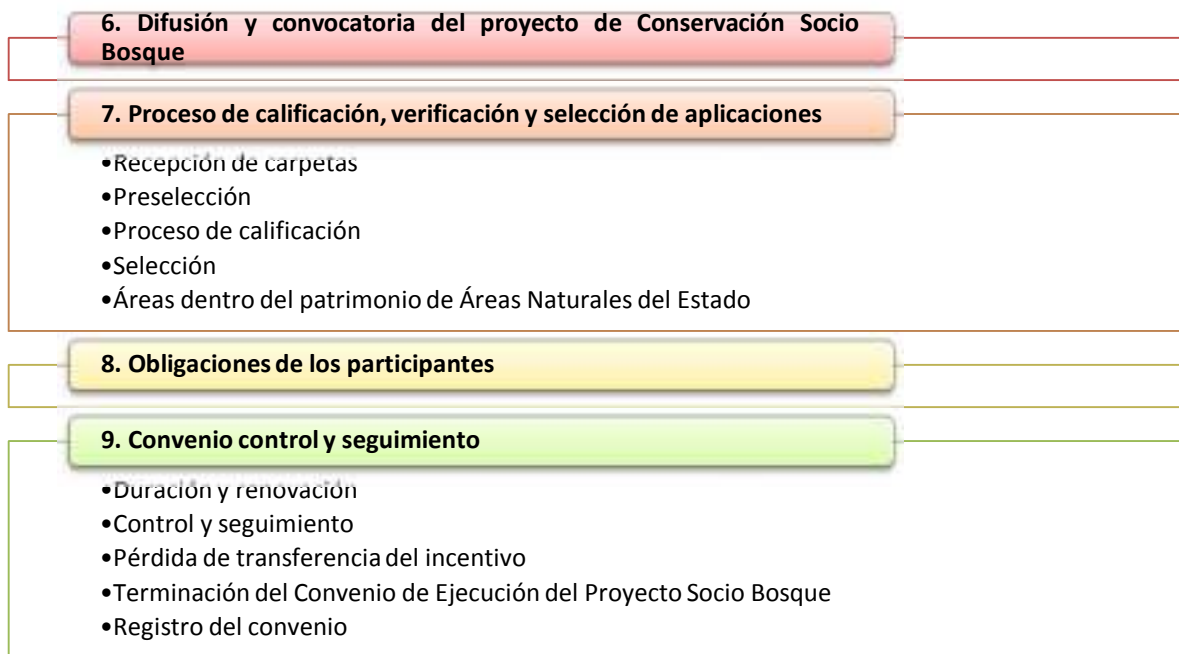 6. Difusión y convocatoria del proyecto de Conservación Socio
Bosque
7. Proceso de calificación, verificación y selección de aplicaciones
•Recepción de carpetas
•Preselección
•Proceso de calificación
•Selección
•Áreas dentro del patrimonio de Áreas Naturales del Estado
8. Obligaciones de los participantes
9. Convenio control y seguimiento
•Duración y renovación
•Control y seguimiento
•Pérdida de transferencia del incentivo
•Terminación del Convenio de Ejecución del Proyecto Socio Bosque
•Registro del convenio